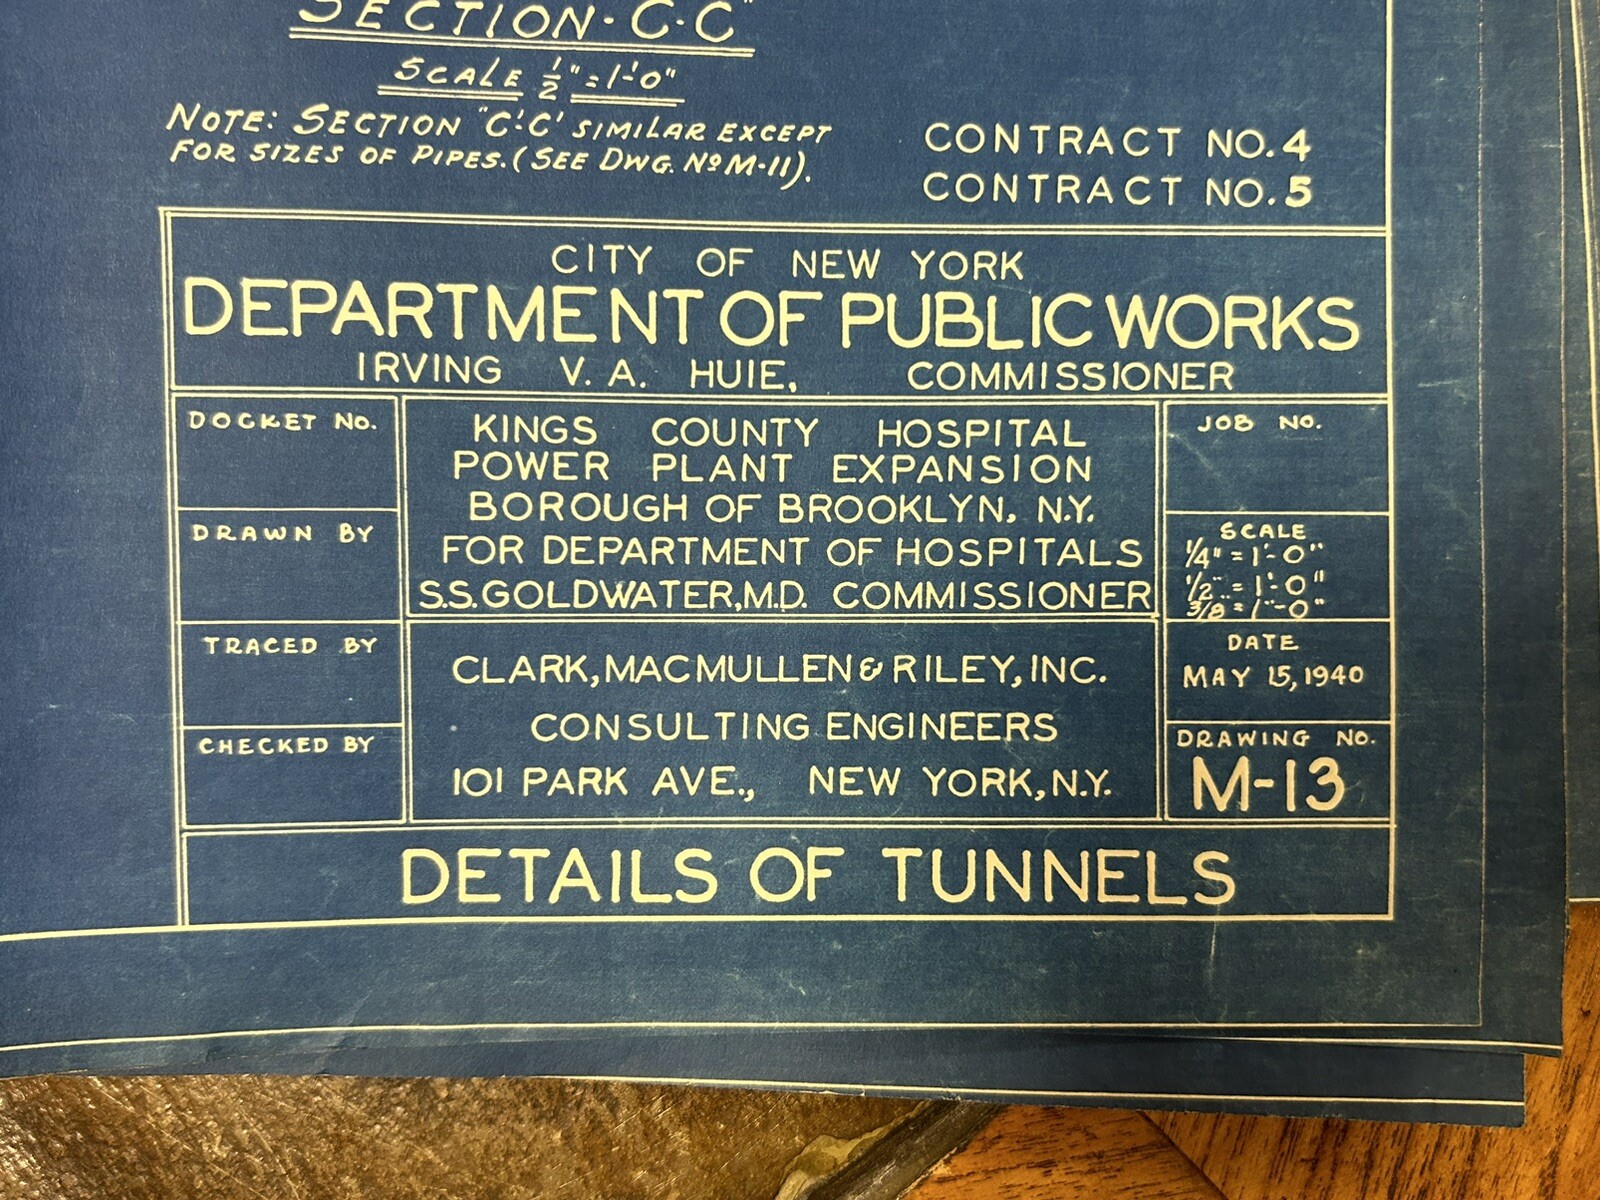 SECTION-C-C"
SCALE 1/2"=1'-0"
NOTE: SECTION "C'-C' SIMILAR EXCEPT
FOR SIZES OF PIPES. (SEE DWG. Nº M-11).
CONTRACT NO. 4
CONTRACT NO. 5
CITY OF NEW YORK
DEPARTMENT OF PUBLIC WORKS
IRVING V. A. HUIE, COMMISSIONER
DOCKET NO.
DRAWN BY
TRACED BY
CHECKED BY
KINGS COUNTY HOSPITAL
POWER PLANT EXPANSION
BOROUGH OF BROOKLYN, N.Y.
FOR DEPARTMENT OF HOSPITALS
S.S. GOLDWATER, M.D. COMMISSIONER
CLARK, MACMULLEN & RILEY, INC.
CONSULTING ENGINEERS
101 PARK AVE., NEW YORK, N.Y.
JOB NO.
SCALE
1/4" = 1'-0"
1/2" = 1'-0"
3/8 = 1"-0"
DATE
MAY 15, 1940
DRAWING NO.
M-13
DETAILS OF TUNNELS